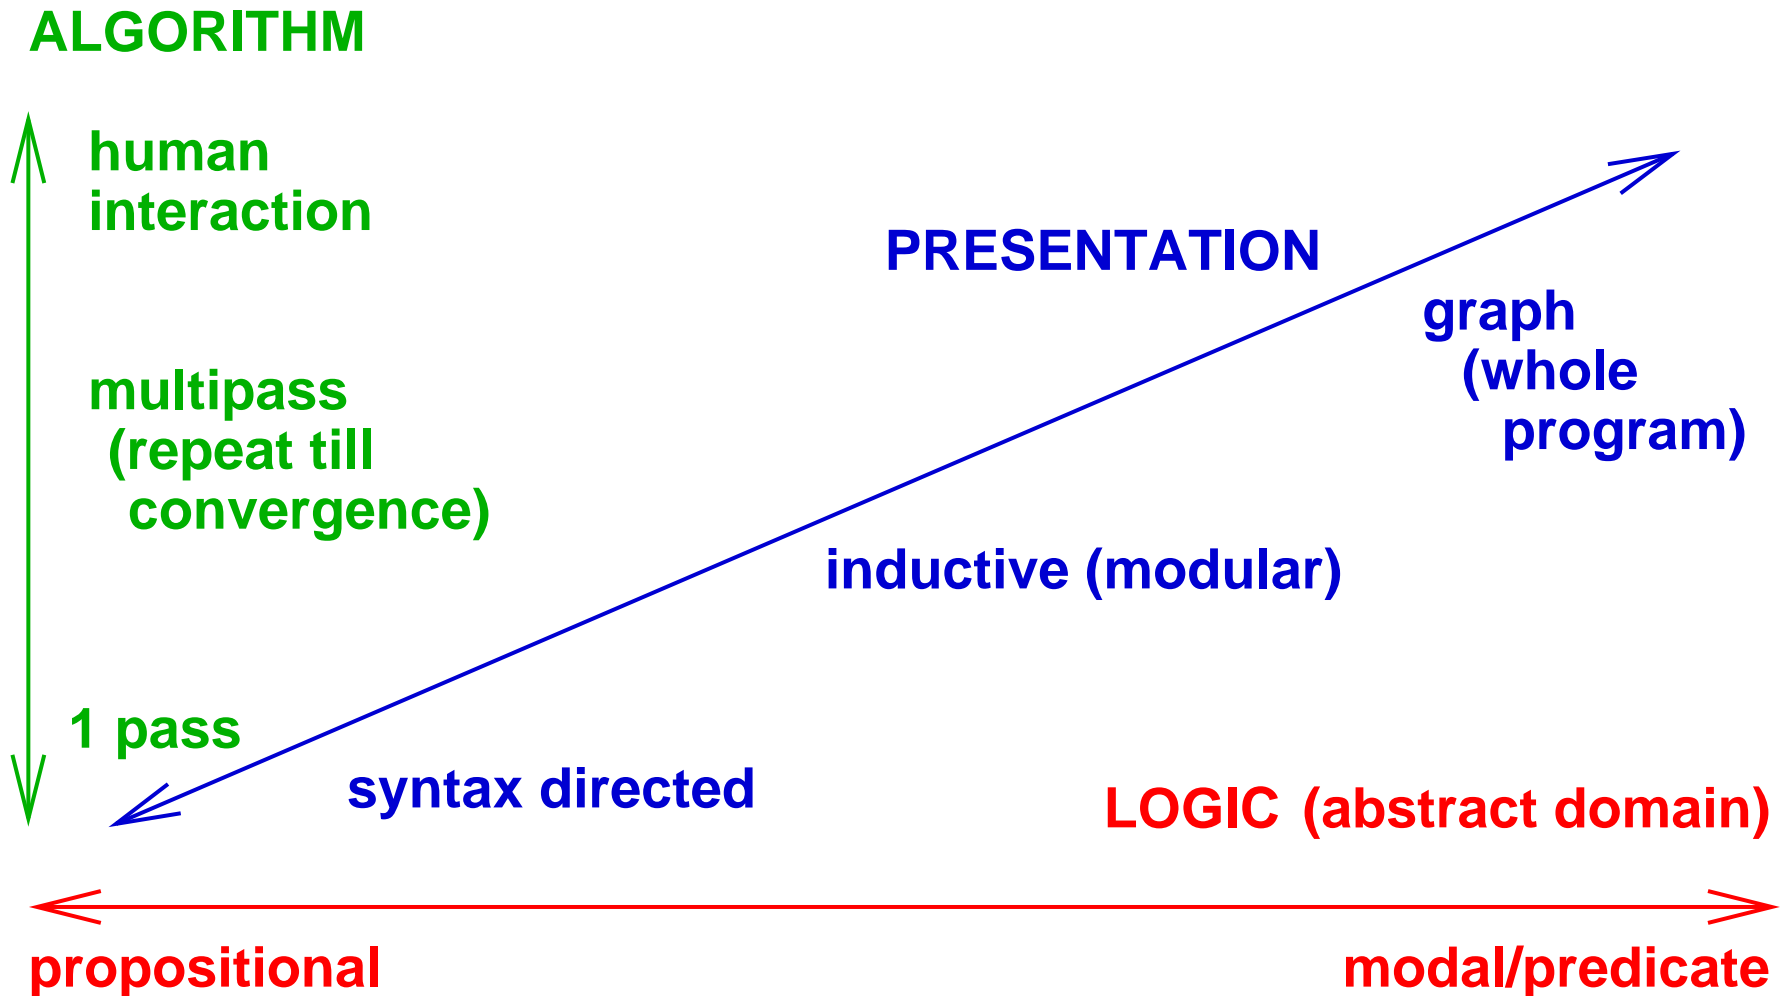 ALGORITHM
human
interaction
PRESENTATION
graph
(whole
program)
multipass
(repeat till
convergence)
inductive (modular)
1 pass
syntax directed
LOGIC (abstract domain)
propositional
modal/predicate